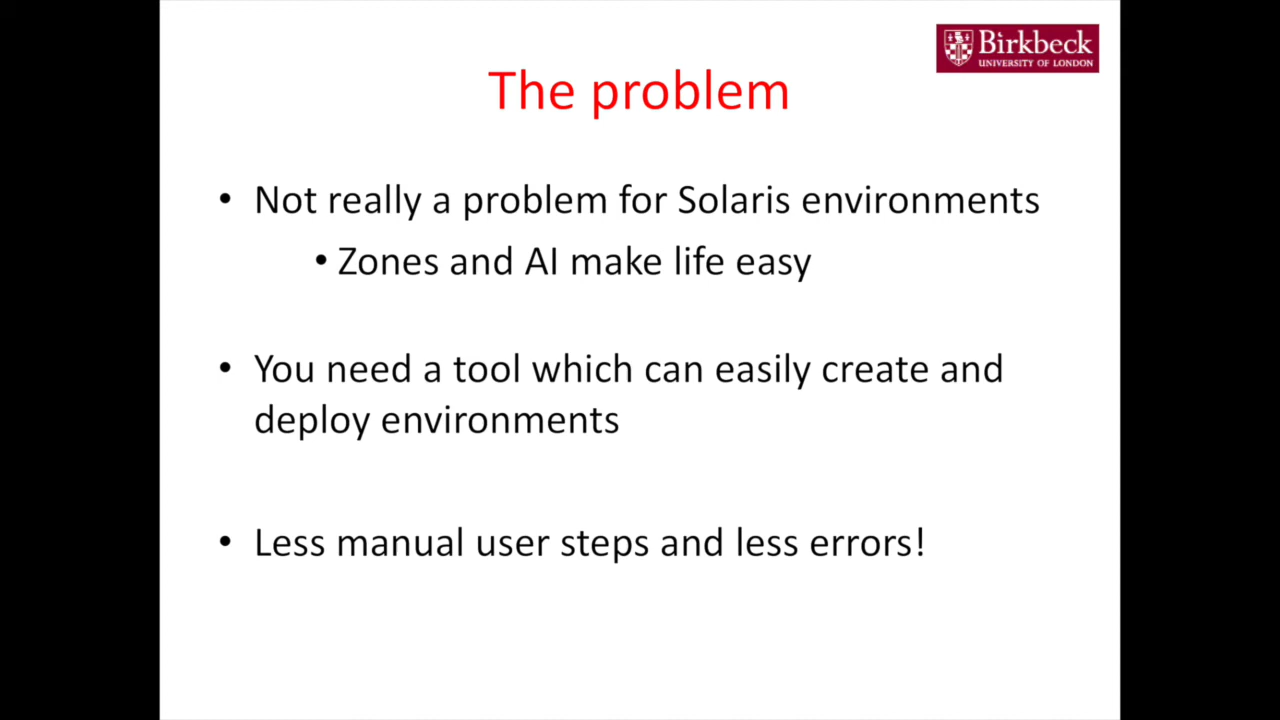 Birkbeck
UNIVERSITY OF LONDON
The problem
• Not really a problem for Solaris environments
• Zones and AI make life easy
• You need a tool which can easily create and
deploy environments
• Less manual user steps and less errors!